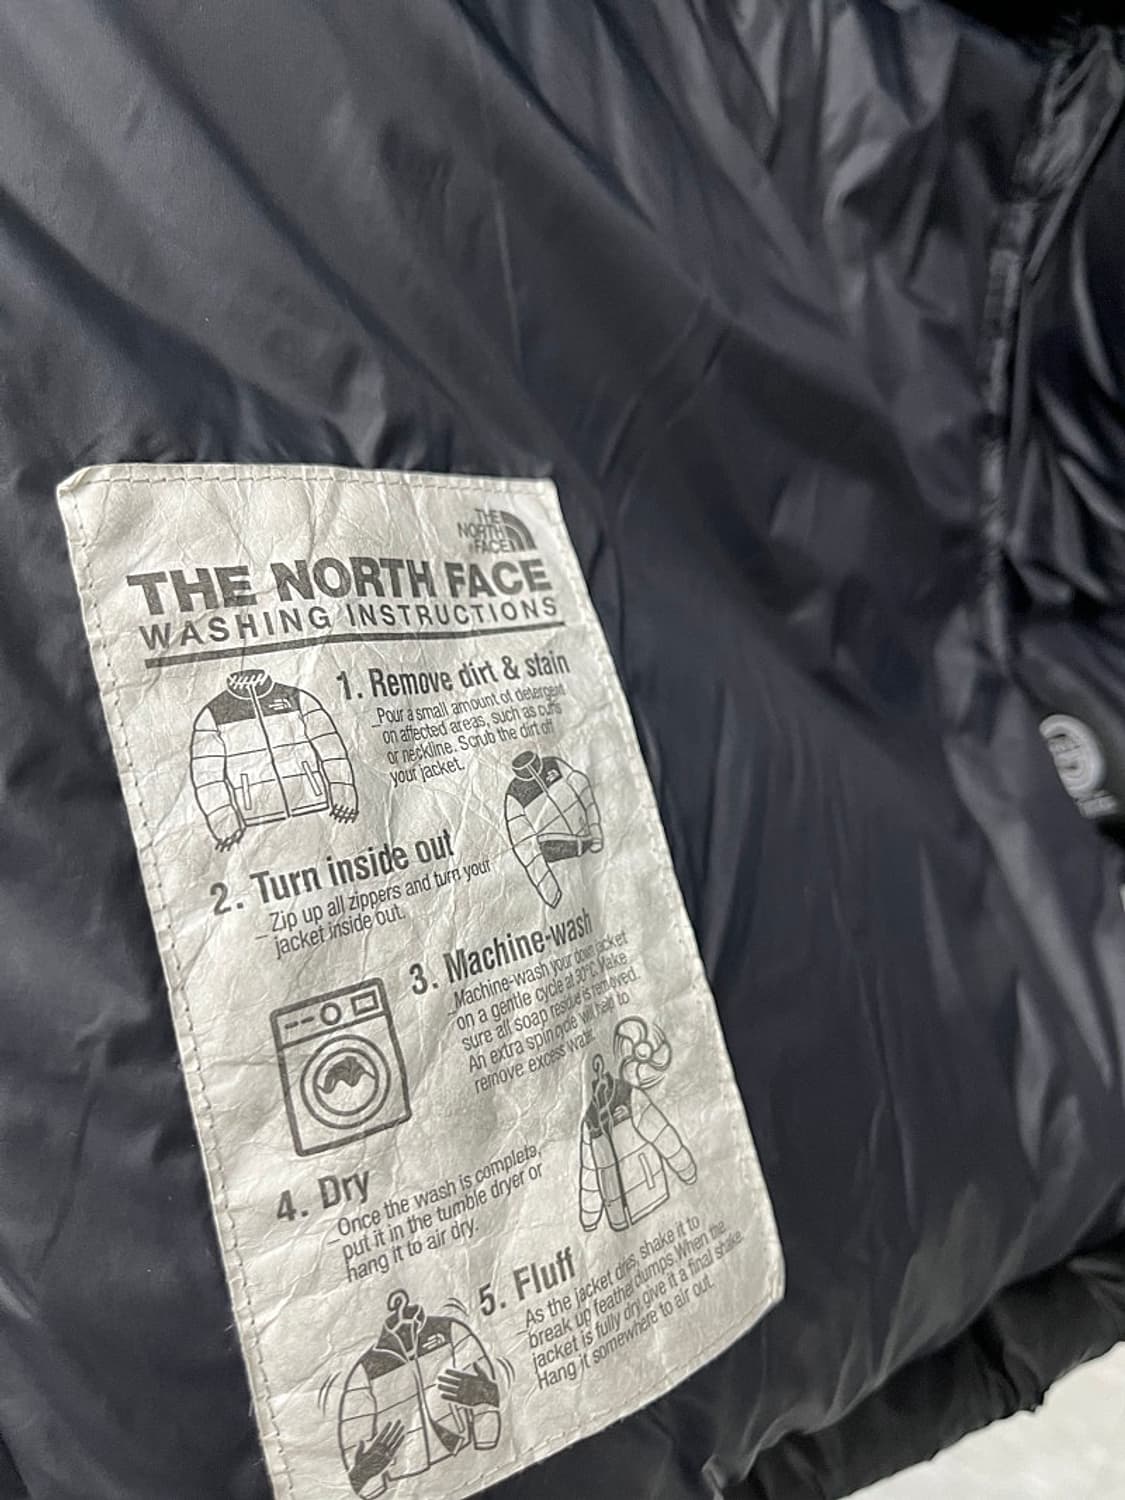 THE
NORTH
FACE
THE NORTH FACE
WASHING INSTRUCTIONS
1. Remove dirt & stain
_Pour a small amount of detergent
on affected areas, such as cuffs
or neckline. Scrub the dirt off
your jacket.
2. Turn inside out
_Zip up all zippers and turn your
jacket inside out.
3. Machine-wash
_Machine-wash your down jacket
on a gentle cycle at 30°C. Make
sure all soap residue is removed.
An extra spin cycle will help to
remove excess water.
4. Dry
_Once the wash is complete,
put it in the tumble dryer or
hang it to air dry.
5. Fluff
_As the jacket dries, shake it to
break up feather clumps. When the
jacket is fully dry, give it a final shake.
Hang it somewhere to air out.